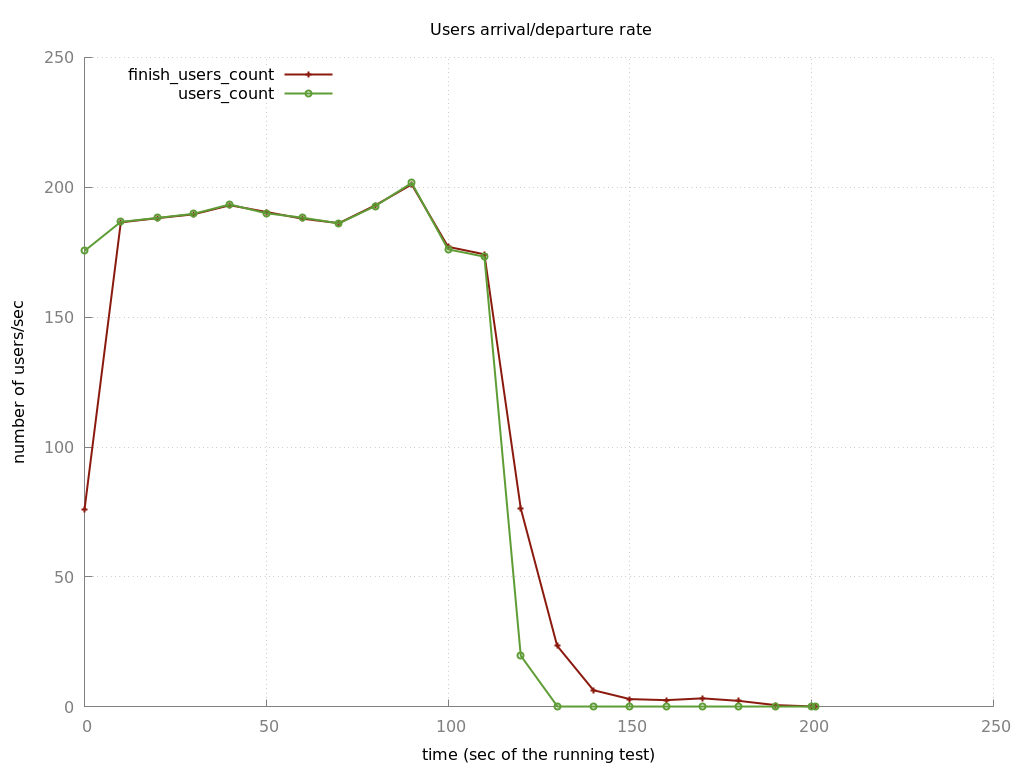 Users arrival/departure rate
250
finish_users_count
users_count
200
150
100
50
0
number of users/sec
0 50 100 150 200 250
time (sec of the running test)